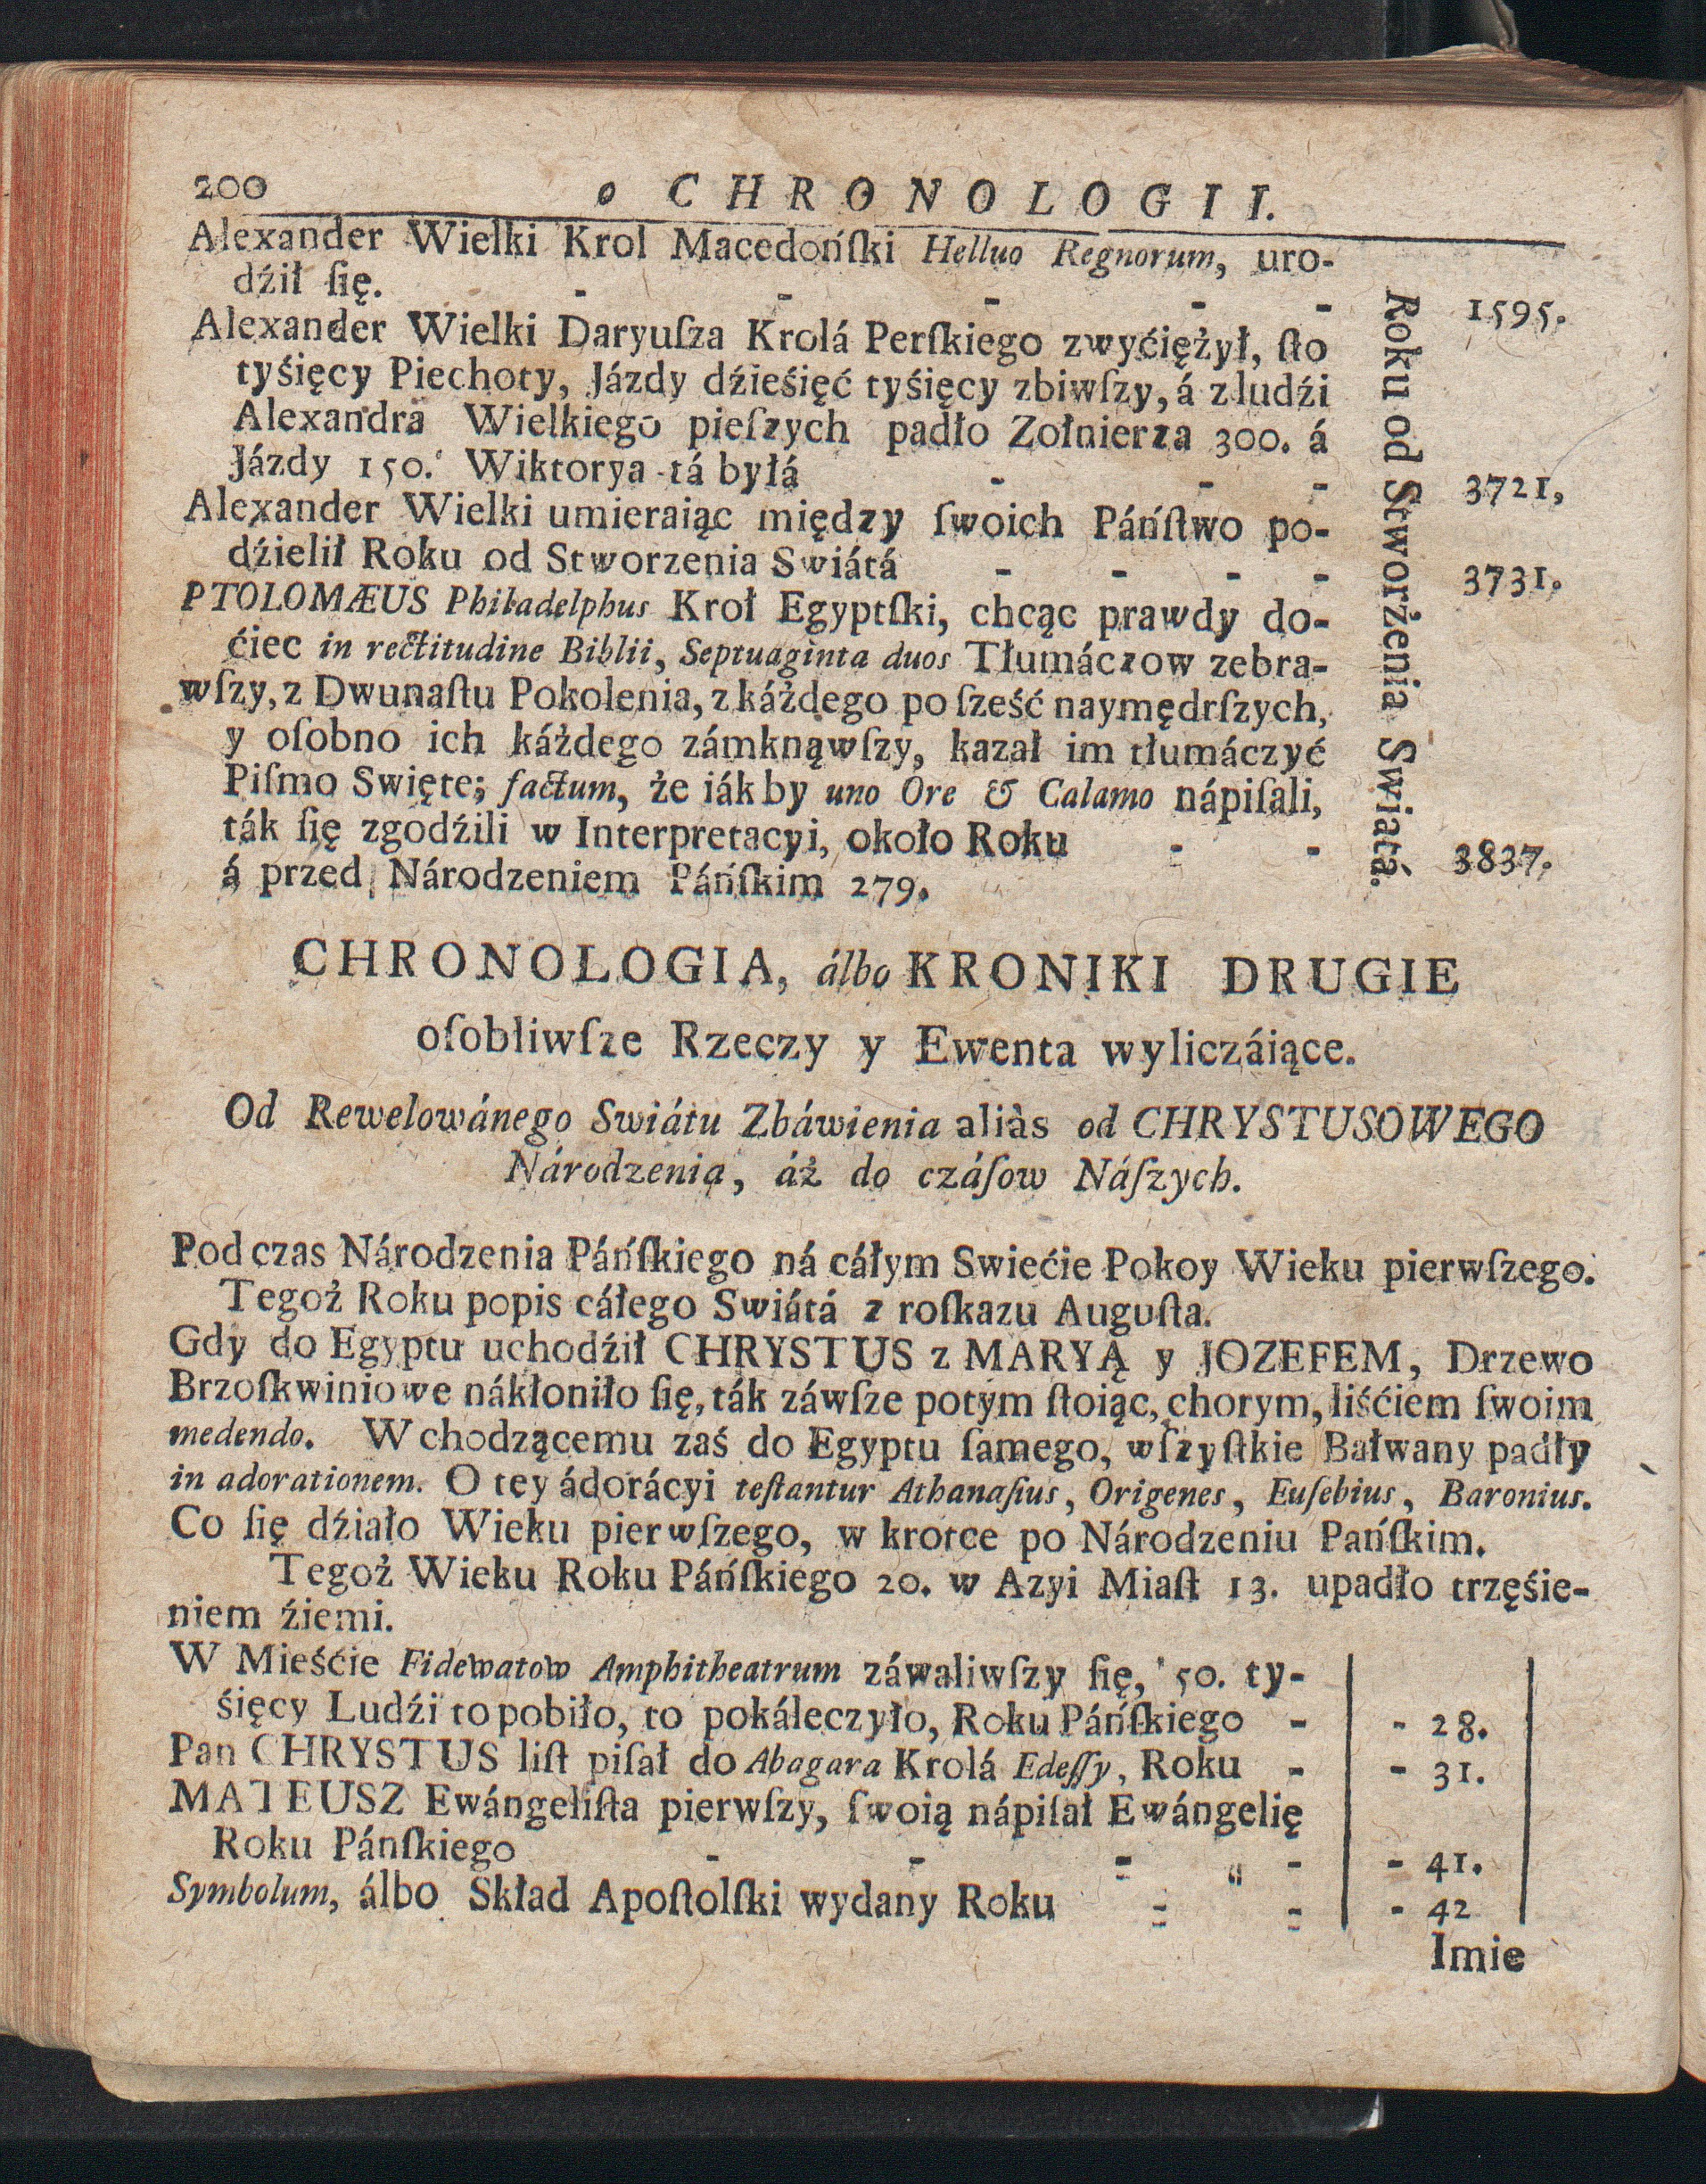 200 o CHRONOLOGII.
Alexander Wielki Krol Macedońſki Helluo Regnorum, uro-
dźił ſię. - - - - - 1595.
Alexander Wielki Daryuſza Krolá Perſkiego zwyćiężył, ſto
tyśięcy Piechoty, Jázdy dźieśięć tyśięcy zbiwſzy, á z ludźi
Alexandra Wielkiego pieſzych padło Zołnierza 300. á
Jázdy 150. Wiktorya tá byłá - - - 3721,
Alexander Wielki umieraiąc między ſwoich Páńſtwo po-
dźielił Roku od Stworzenia Swiátá - - - - 3731.
PTOLOMÆUS Philadelphus Kroł Egyptſki, chcąc prawdy do-
ćiec in rectitudine Biblii, Septuaginta duos Tłumáczow zebra-
wſzy, z Dwunaſtu Pokolenia, z káżdego po ſześć naymędrſzych,
y oſobno ich káżdego zámknąwſzy, kazał im tłumáczyć
Piſmo Swięte; factum, że iák by uno Ore & Calamo nápiſali,
ták ſię zgodźili w Interpretacyi, około Roku - - 3837.
á przed Národzeniem Páńſkim 279.
Roku od Stworżenia Swiatá.
CHRONOLOGIA, álbo KRONIKI DRUGIE
oſobliwſze Rzeczy y Ewenta wyliczáiące.
Od Rewelowánego Swiátu Zbáwienia aliàs od CHRYSTUSOWEGO
Národzenia, áż do czáſow Náſzych.
Pod czas Národzenia Páńſkiego ná cáłym Swiećie Pokoy Wieku pierwſzego.
Tegoż Roku popis cáłego Swiátá z roſkazu Auguſta.
Gdy do Egyptu uchodźił CHRYSTUS z MARYĄ y JOZEFEM, Drzewo
Brzoſkwiniowe nákłoniło ſię, ták záwſze potym ſtoiąc, chorym, liśćiem ſwoim
medendo. Wchodzącemu zaś do Egyptu ſamego, wſzyſtkie Bałwany padły
in adorationem. O tey ádorácyi teſtantur Athanaſius, Origenes, Euſebius, Baronius.
Co ſię dźiało Wieku pierwſzego, w krotce po Národzeniu Pańſkim.
Tegoż Wieku Roku Páńſkiego 20. w Azyi Miaſt 13. upadło trzęśie-
niem źiemi.
W Mieśćie Fidewatow Amphitheatrum záwaliwſzy ſię, 50. ty-
śięcy Ludźi to pobiło, to pokáleczyło, Roku Páńſkiego - - 28.
Pan CHRYSTUS liſt piſał do Abagara Krolá Edeſſy, Roku - - 31.
MATEUSZ Ewángeliſta pierwſzy, ſwoią nápiſał Ewángelię
Roku Pánſkiego - - - - - 41.
Symbolum, álbo Skład Apoſtolſki wydany Roku - - - 42
Imie